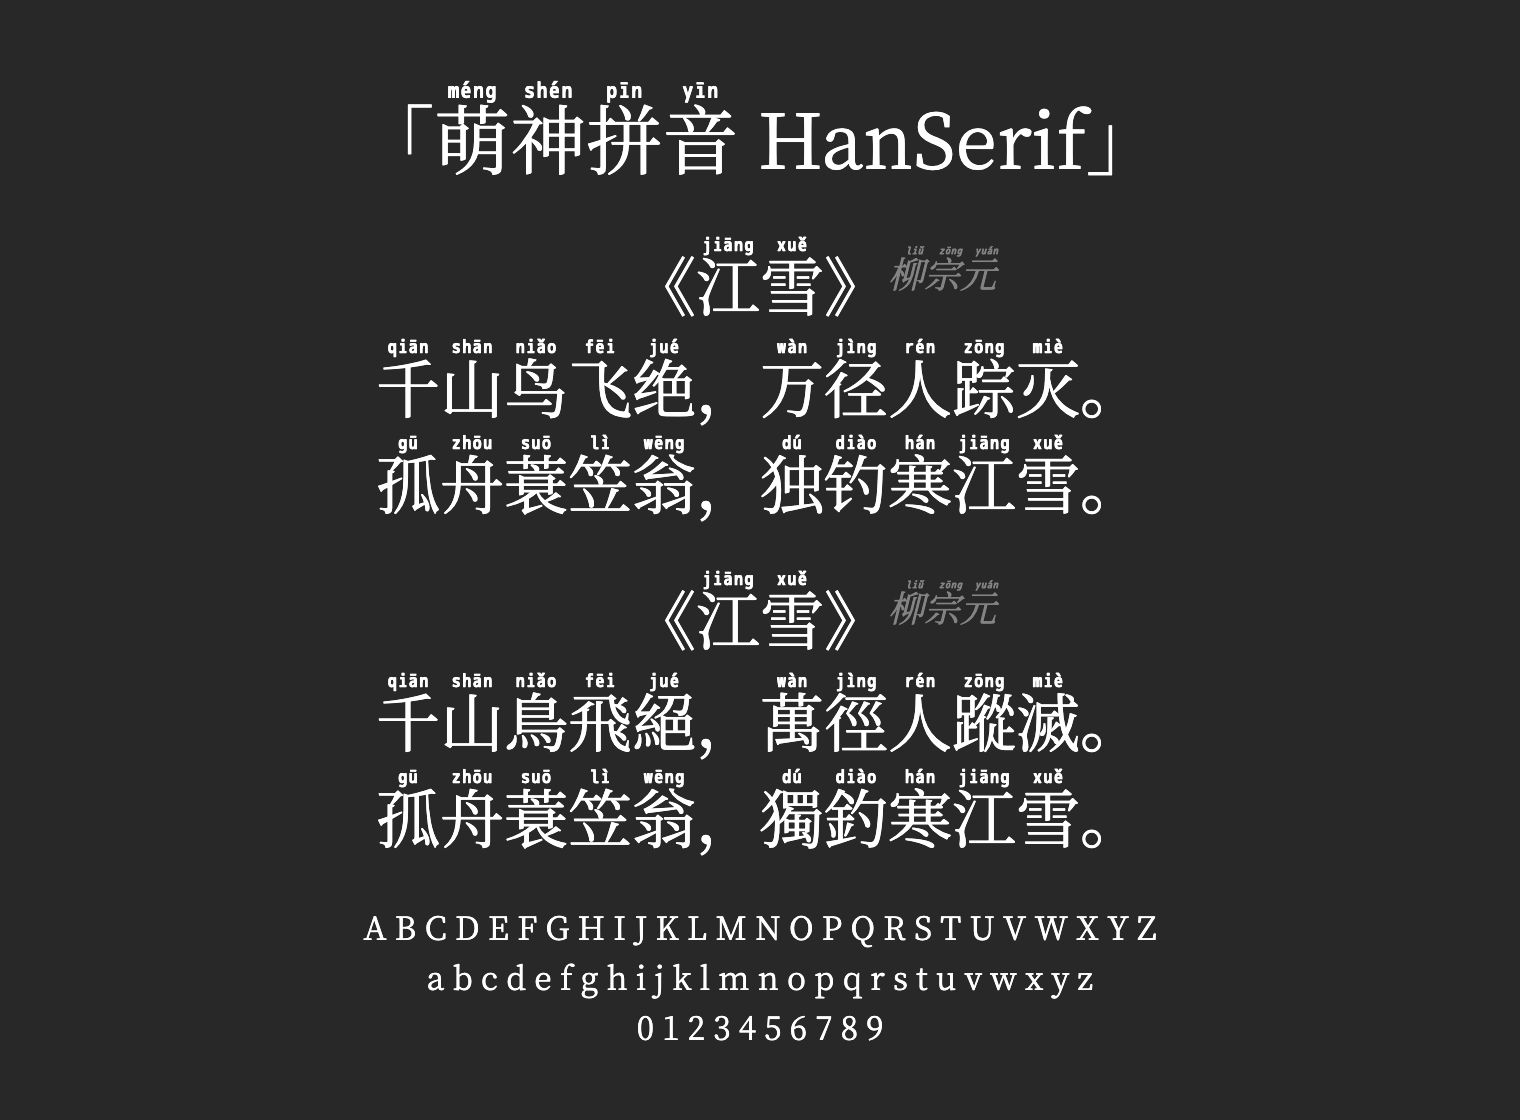 méng shén pīn yīn
「萌神拼音 HanSerif」
jiāng xuě
liǔ zōng yuán
《江雪》 柳宗元
qiān shān niǎo fēi jué wàn jìng rén zōng miè
千山鸟飞绝，万径人踪灭。
gū zhōu suō lì wēng dú diào hán jiāng xuě
孤舟蓑笠翁，独钓寒江雪。
jiāng xuě
liǔ zōng yuán
《江雪》 柳宗元
qiān shān niǎo fēi jué wàn jìng rén zōng miè
千山鳥飛絕，萬徑人蹤滅。
gū zhōu suō lì wēng dú diào hán jiāng xuě
孤舟蓑笠翁，獨釣寒江雪。
A B C D E F G H I J K L M N O P Q R S T U V W X Y Z
a b c d e f g h i j k l m n o p q r s t u v w x y z
0 1 2 3 4 5 6 7 8 9